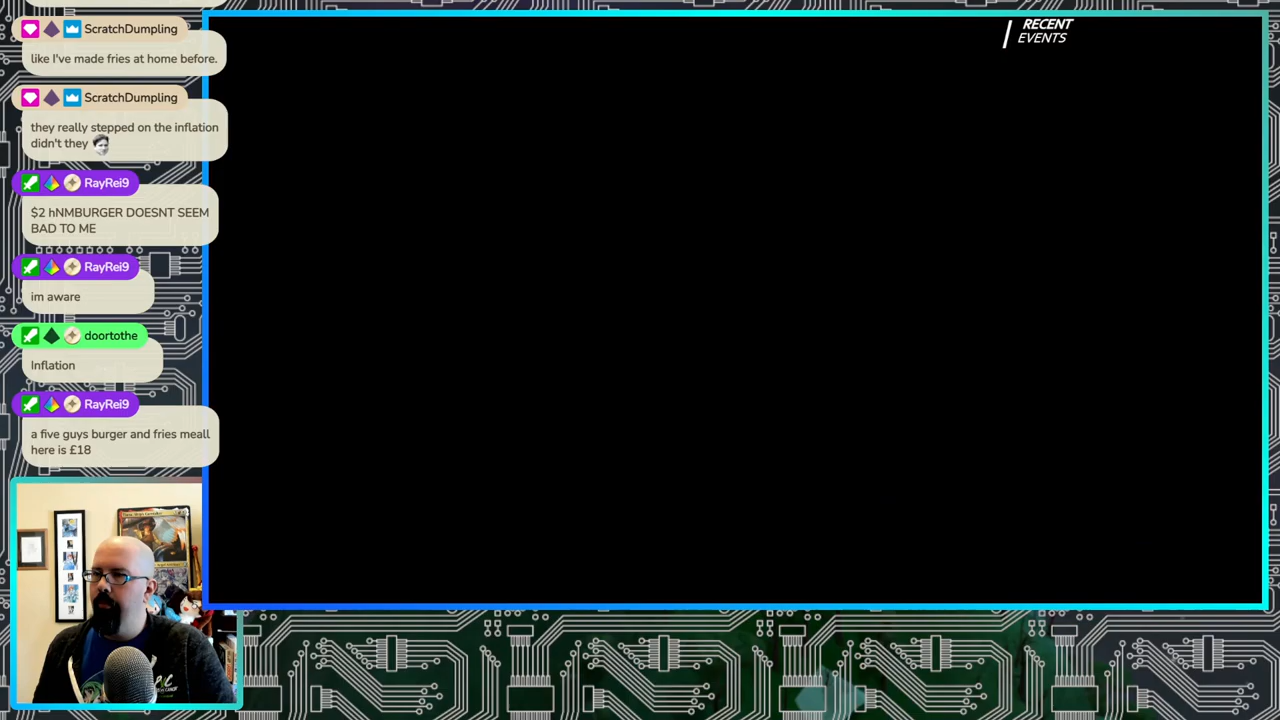 ScratchDumpling
like I've made fries at home before.
ScratchDumpling
they really stepped on the inflation
didn't they
RayRei9
$2 hNMBURGER DOESNT SEEM
BAD TO ME
RayRei9
im aware
doortothe
Inflation
RayRei9
a five guys burger and fries meall
here is £18
RECENT
EVENTS